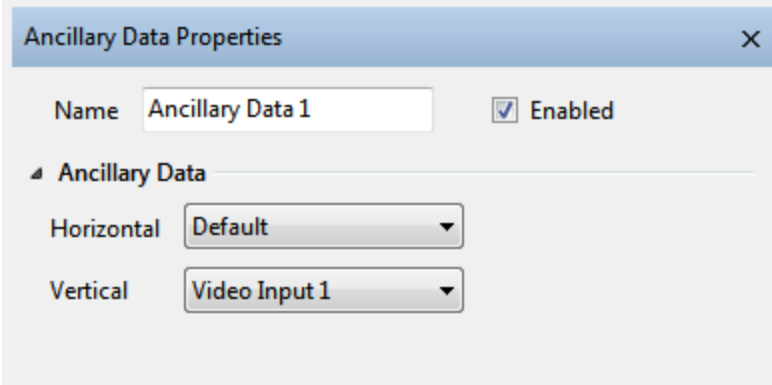 Ancillary Data Properties
Name Ancillary Data 1 Enabled
Ancillary Data
Horizontal Default
Vertical Video Input 1